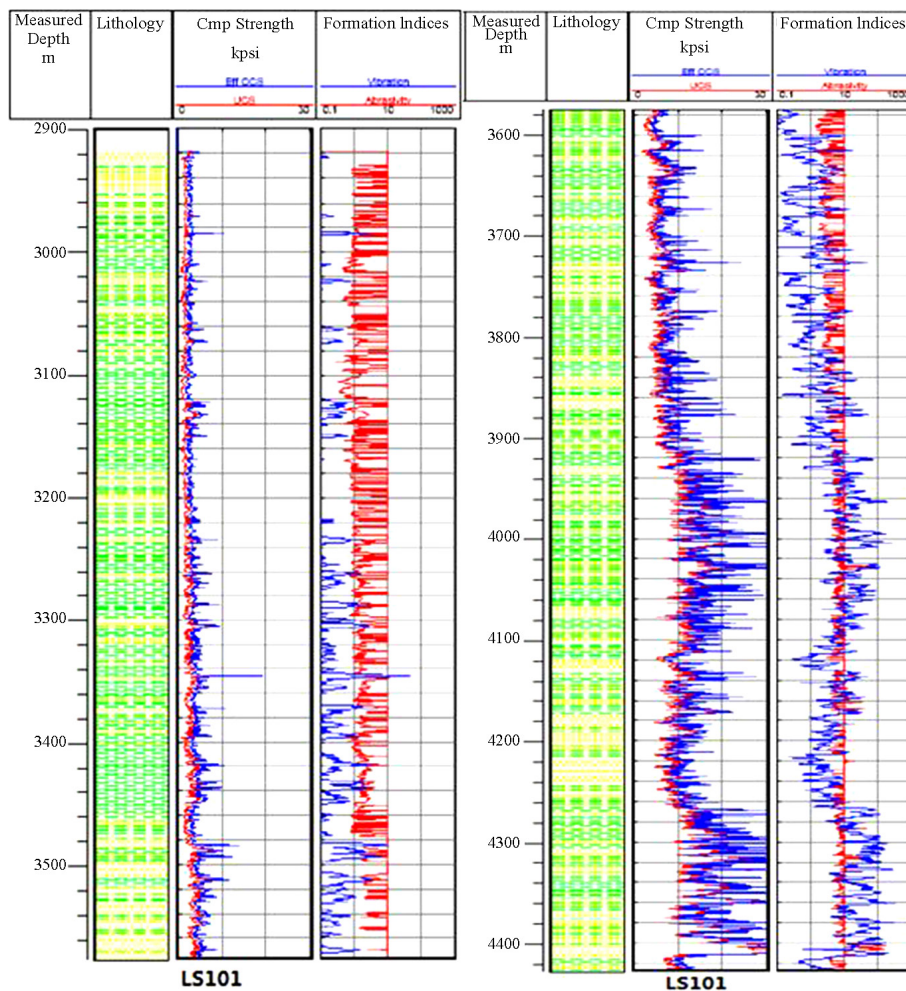 Measured Depth m
Lithology
Cmp Strength kpsi
Formation Indices
Eff CCS
UCS
0
30
Vibration
Abrasivity
0.1
10
1000
2900
3000
3100
3200
3300
3400
3500
LS101
Measured Depth m
Lithology
Cmp Strength kpsi
Formation Indices
Eff CCS
UCS
0
30
Vibration
Abrasivity
0.1
10
3600
3700
3800
3900
4000
4100
4200
4300
4400
LS101